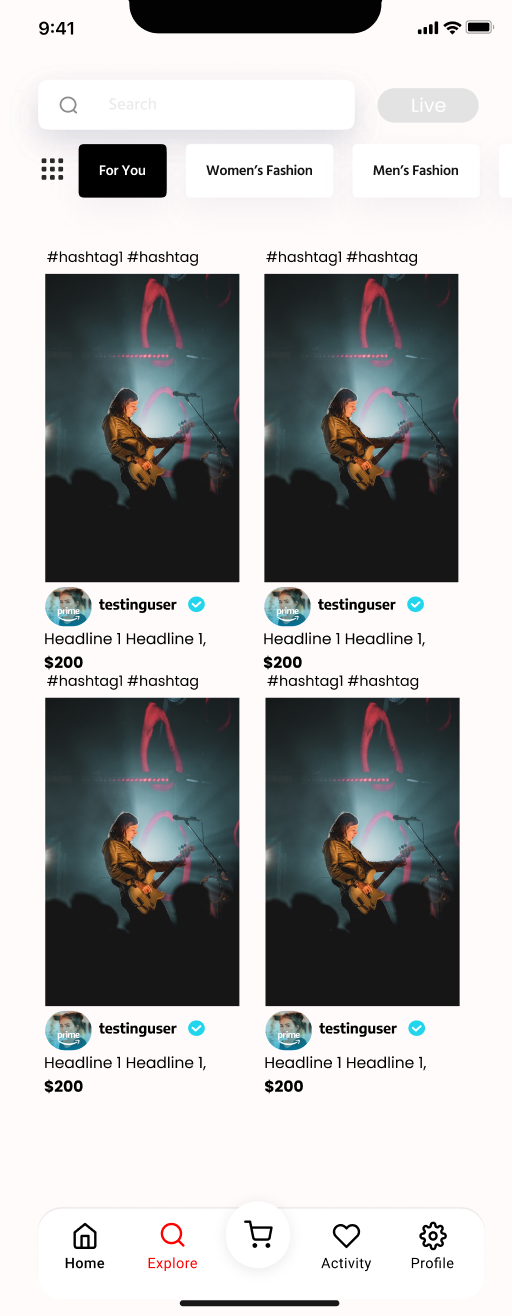 9:41
Search
Live
For You
Women's Fashion
Men's Fashion
#hashtag1 #hashtag
#hashtag1 #hashtag
prime
testinguser
prime
testinguser
Headline 1 Headline 1,
Headline 1 Headline 1,
$200
$200
#hashtag1 #hashtag
#hashtag1 #hashtag
prime
testinguser
prime
testinguser
Headline 1 Headline 1,
Headline 1 Headline 1,
$200
$200
Home
Explore
Activity
Profile